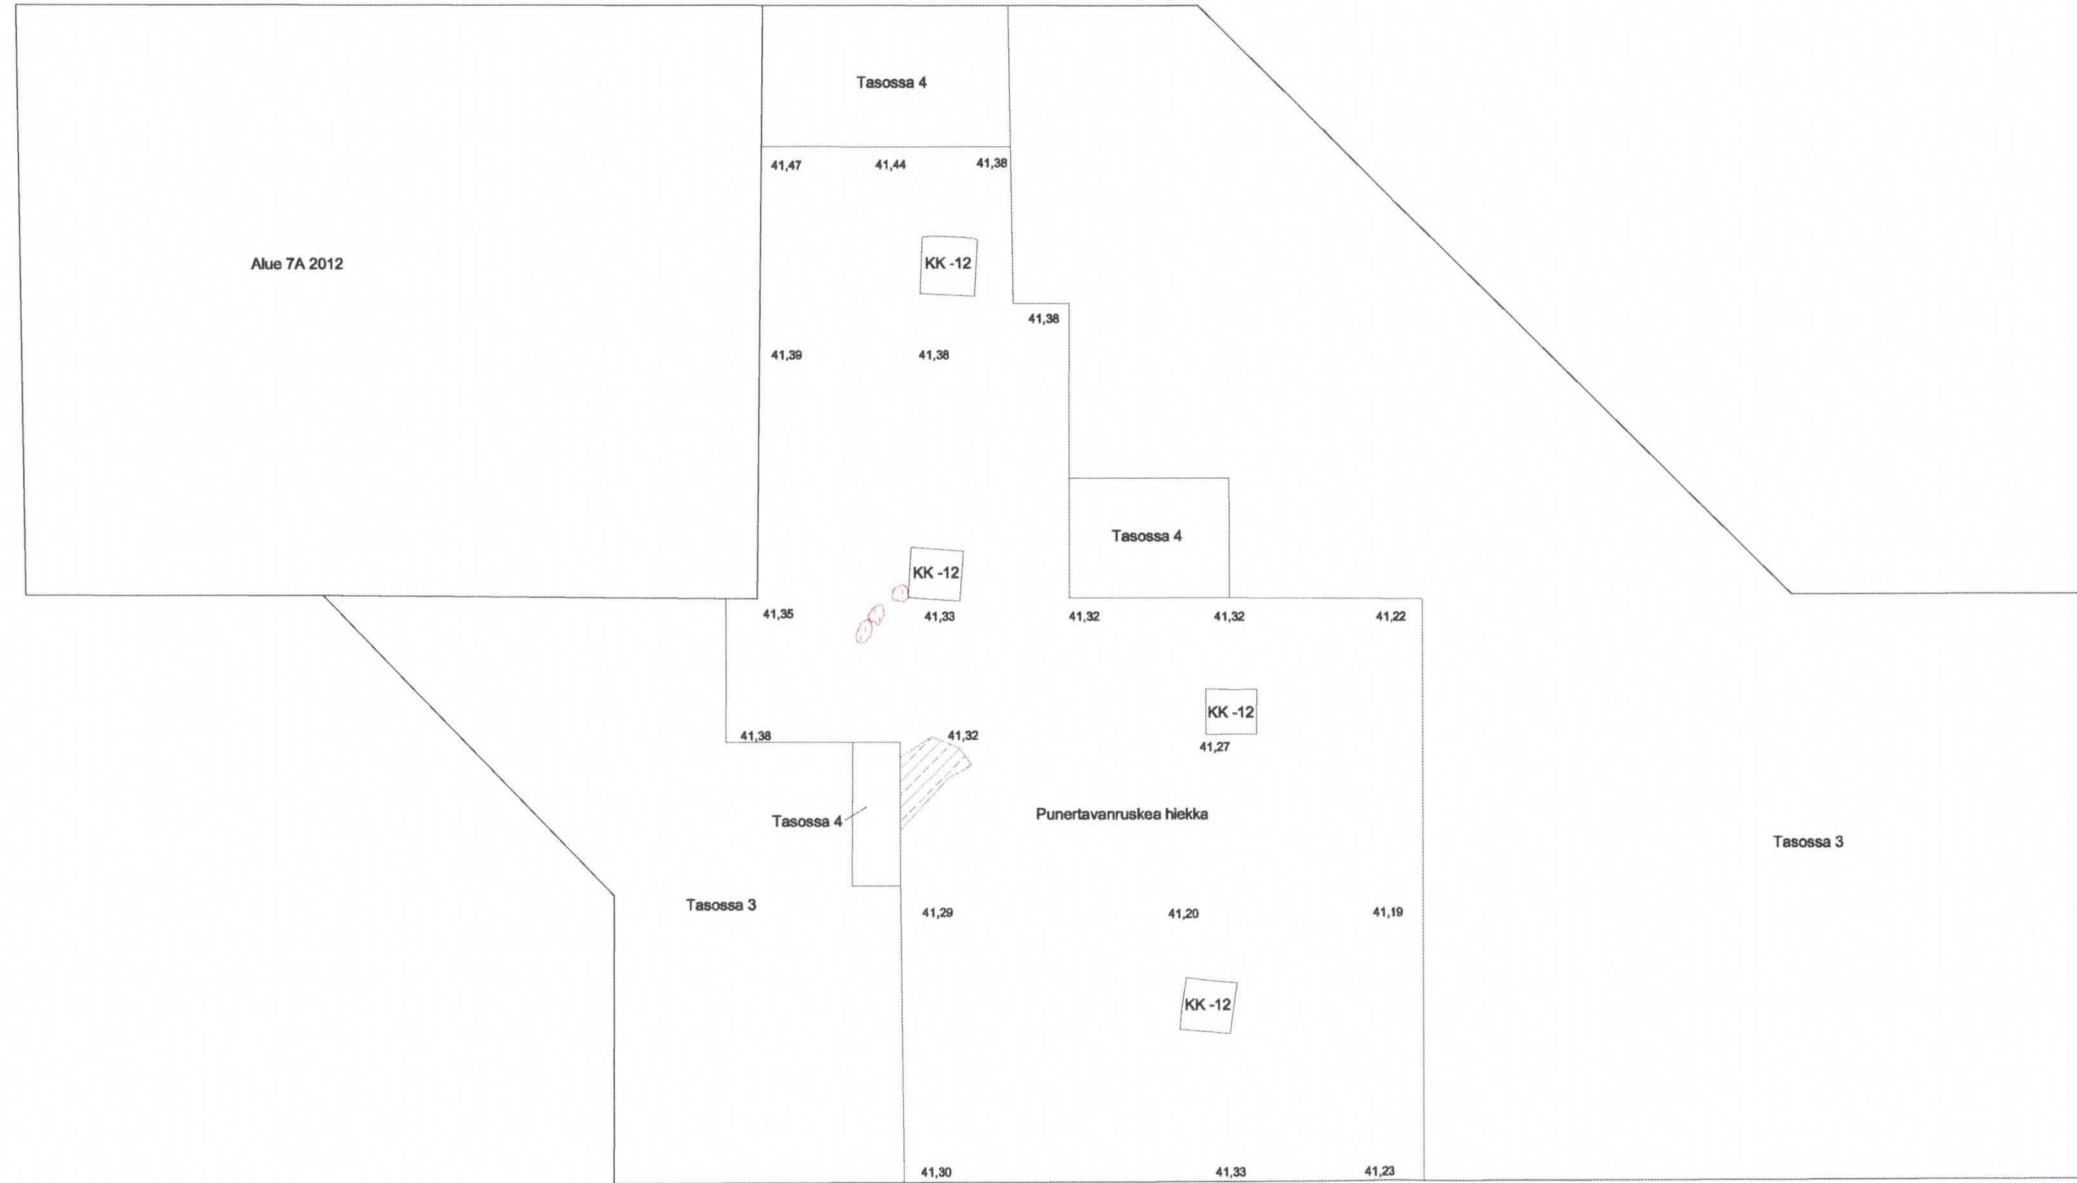 Tasossa 4
41,47 41,44 41,38
Alue 7A 2012
KK -12
41,38
41,39 41,38
Tasossa 4
KK -12
41,35 41,33 41,32 41,32 41,22
KK -12
41,38 41,32
41,27
Punertavanruskea hiekka
Tasossa 4
Tasossa 3
Tasossa 3
41,29 41,20 41,19
KK -12
41,30 41,33 41,23